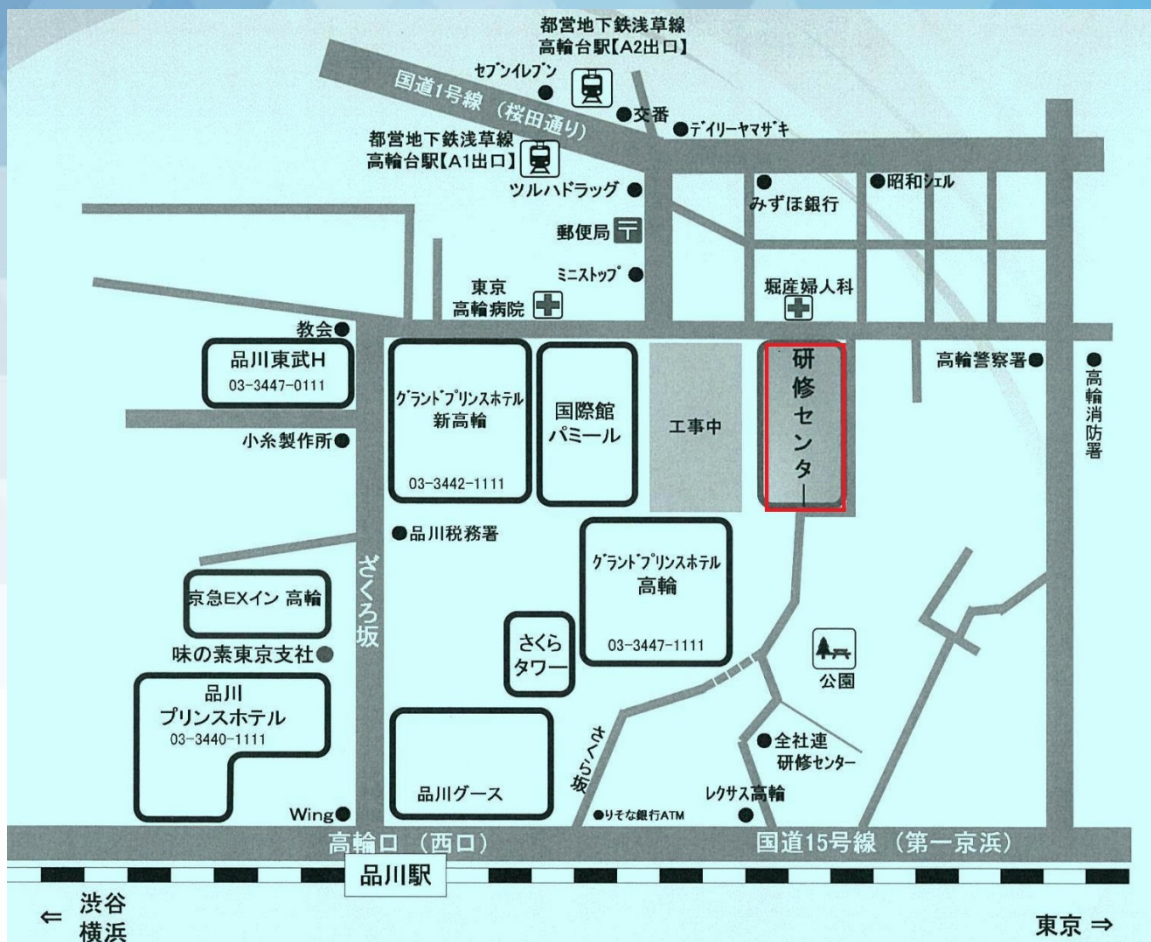 都営地下鉄浅草線
高輪台駅【A2出口】
セブンイレブン
国道1号線 （桜田通り）
交番
デイリーヤマザキ
都営地下鉄浅草線
高輪台駅【A1出口】
ツルハドラッグ
みずほ銀行
昭和シェル
郵便局
ミニストップ
東京
高輪病院
堀産婦人科
教会
品川東武H
03-3447-0111
グランドプリンスホテル
新高輪
03-3442-1111
国際館
パミール
工事中
研修センター
高輪警察署
高輪消防署
小糸製作所
品川税務署
ざくろ坂
グランドプリンスホテル
高輪
03-3447-1111
京急EXイン 高輪
味の素東京支社
さくら
タワー
公園
品川
プリンスホテル
03-3440-1111
品川グース
さくら坂
全社連
研修センター
レクサス高輪
Wing
りそな銀行ATM
高輪口 （西口）
国道15号線 （第一京浜）
品川駅
⇐ 渋谷
横浜
東京 ⇒